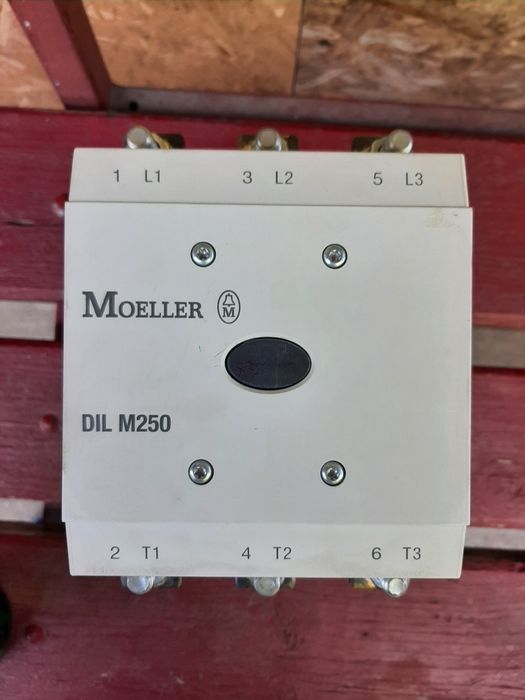 1 L1 3 L2 5 L3
MOELLER M
DIL M250
2 T1 4 T2 6 T3